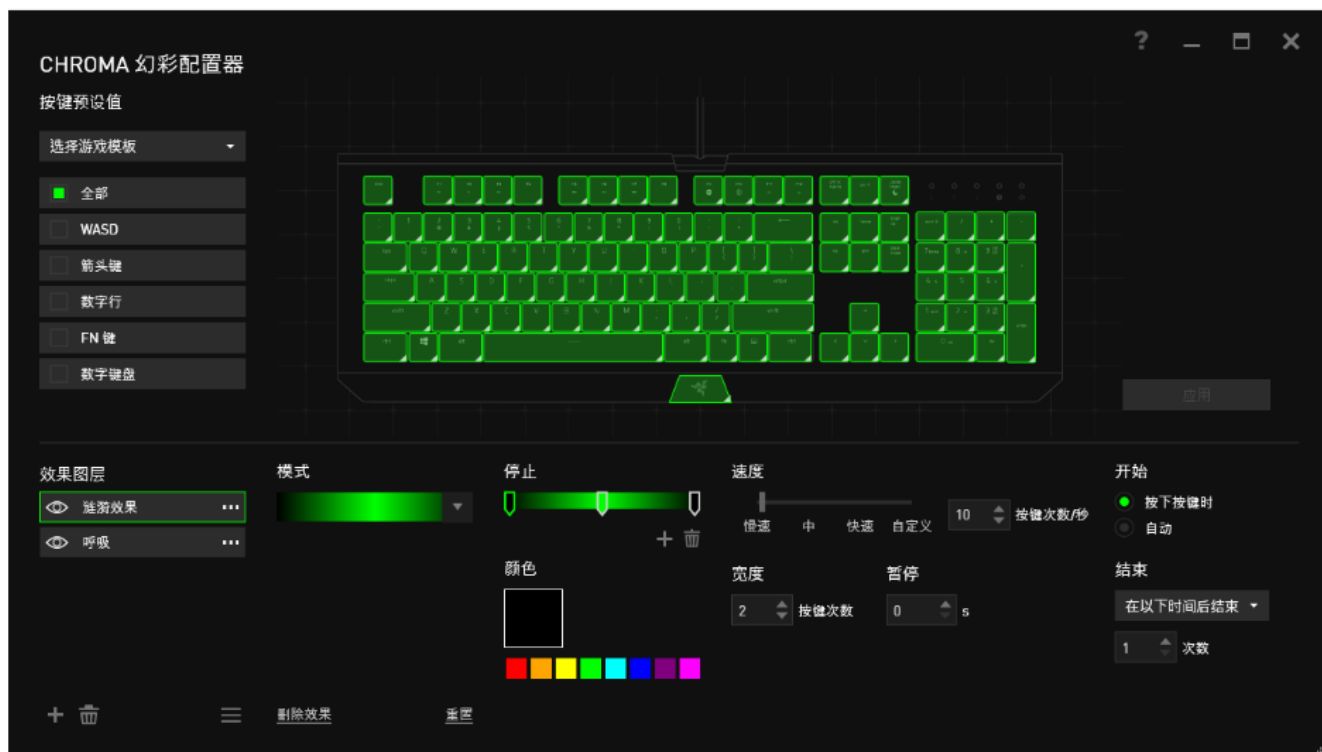 CHROMA 幻彩配置器
按键预设值
选择游戏模板
全部
WASD
箭头键
数字行
FN 键
数字键盘
应用
效果图层
涟漪效果
呼吸
模式
停止
颜色
速度
慢速 中 快速 自定义
10 按键次数/秒
宽度
2 按键次数
暂停
0 s
开始
按下按键时
自动
结束
在以下时间后结束
1 次数
删除效果
重置